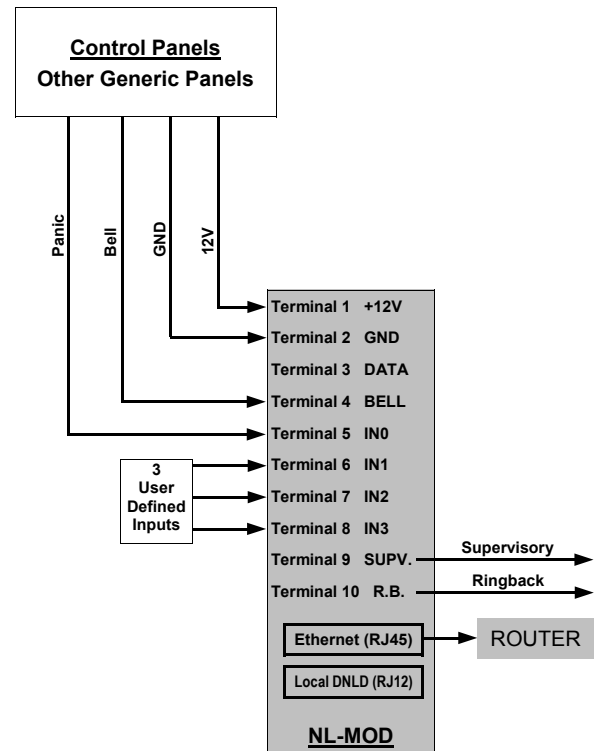 Control Panels
Other Generic Panels
Panic
Bell
GND
12V
Terminal 1 +12V
Terminal 2 GND
Terminal 3 DATA
Terminal 4 BELL
Terminal 5 IN0
Terminal 6 IN1
Terminal 7 IN2
Terminal 8 IN3
Terminal 9 SUPV.
Terminal 10 R.B.
3
User
Defined
Inputs
Supervisory
Ringback
Ethernet (RJ45)
ROUTER
Local DNLD (RJ12)
NL-MOD